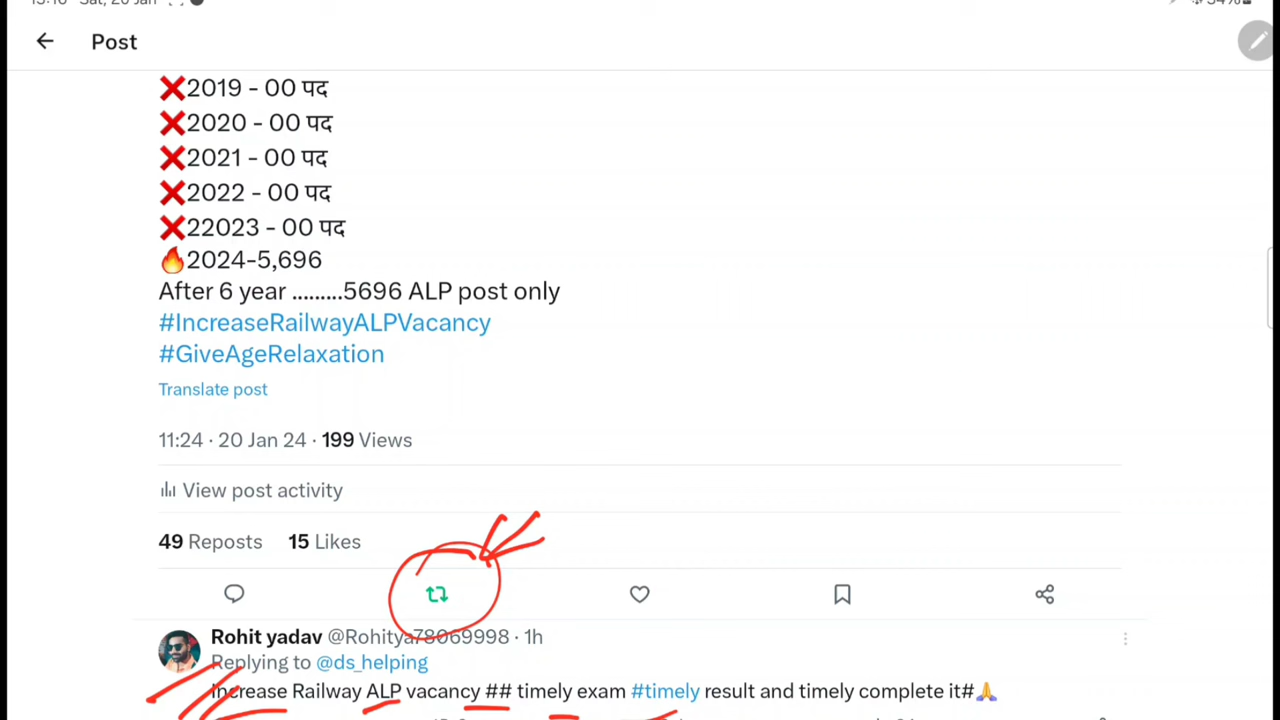 Post
❌2019 - 00 पद
❌2020 - 00 पद
❌2021 - 00 पद
❌2022 - 00 पद
❌22023 - 00 पद
🔥2024-5,696
After 6 year .........5696 ALP post only
#IncreaseRailwayALPVacancy
#GiveAgeRelaxation
Translate post
11:24 · 20 Jan 24 · 199 Views
View post activity
49 Reposts 15 Likes
Rohit yadav @Rohitya78069998 · 1h
Replying to @ds_helping
Increase Railway ALP vacancy ## timely exam #timely result and timely complete it#🙏